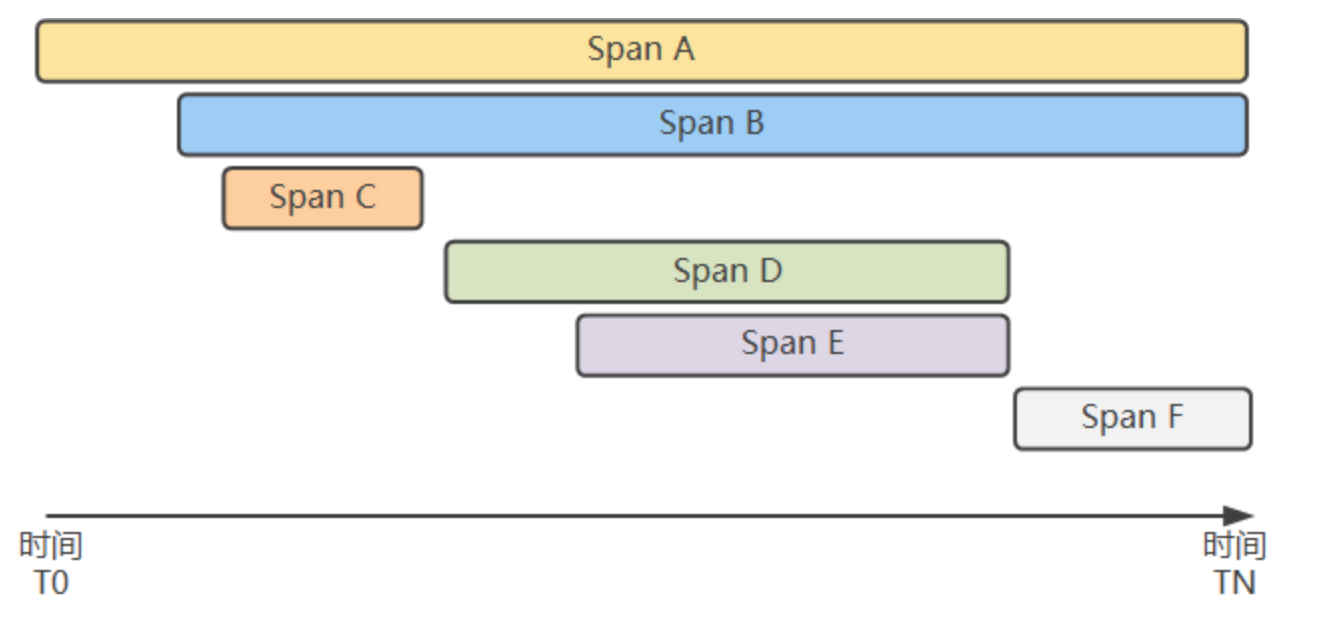 Span A
Span B
Span C
Span D
Span E
Span F
时间
T0
时间
TN